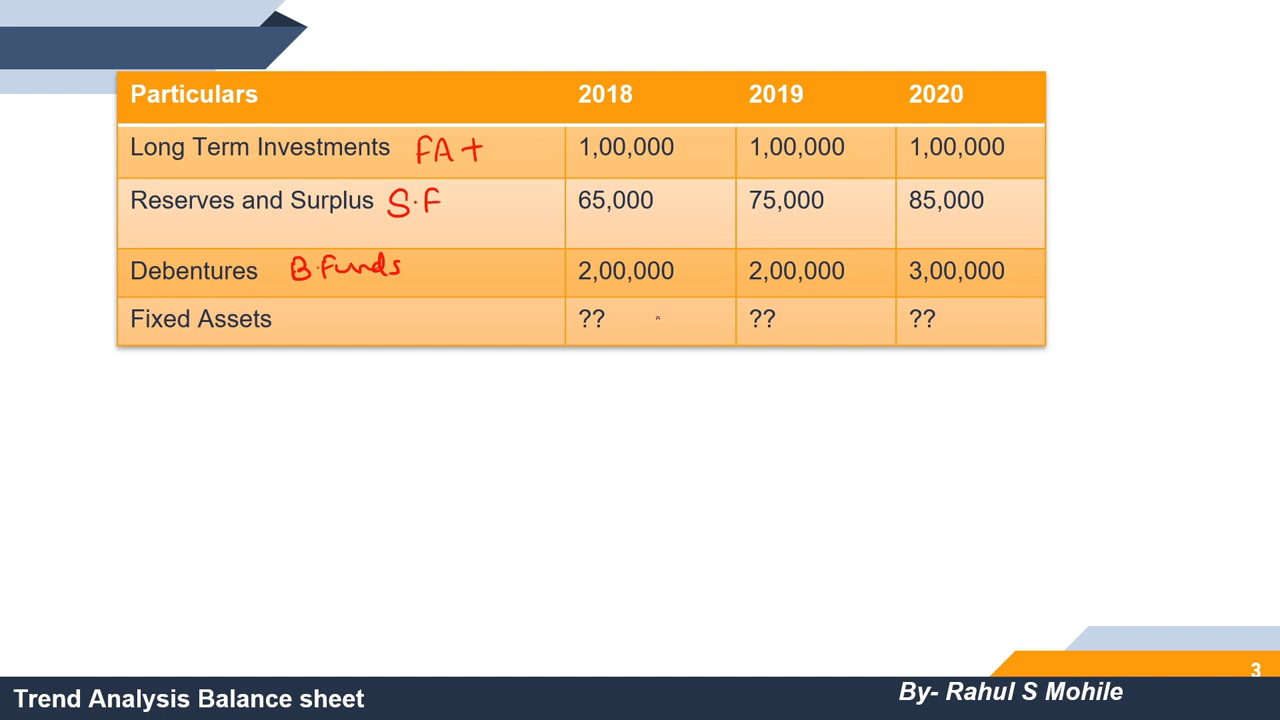 Particulars 2018 2019 2020
Long Term Investments FA + 1,00,000 1,00,000 1,00,000
Reserves and Surplus S.F 65,000 75,000 85,000
Debentures B.Funds 2,00,000 2,00,000 3,00,000
Fixed Assets ?? ?? ??
3
Trend Analysis Balance sheet By- Rahul S Mohile